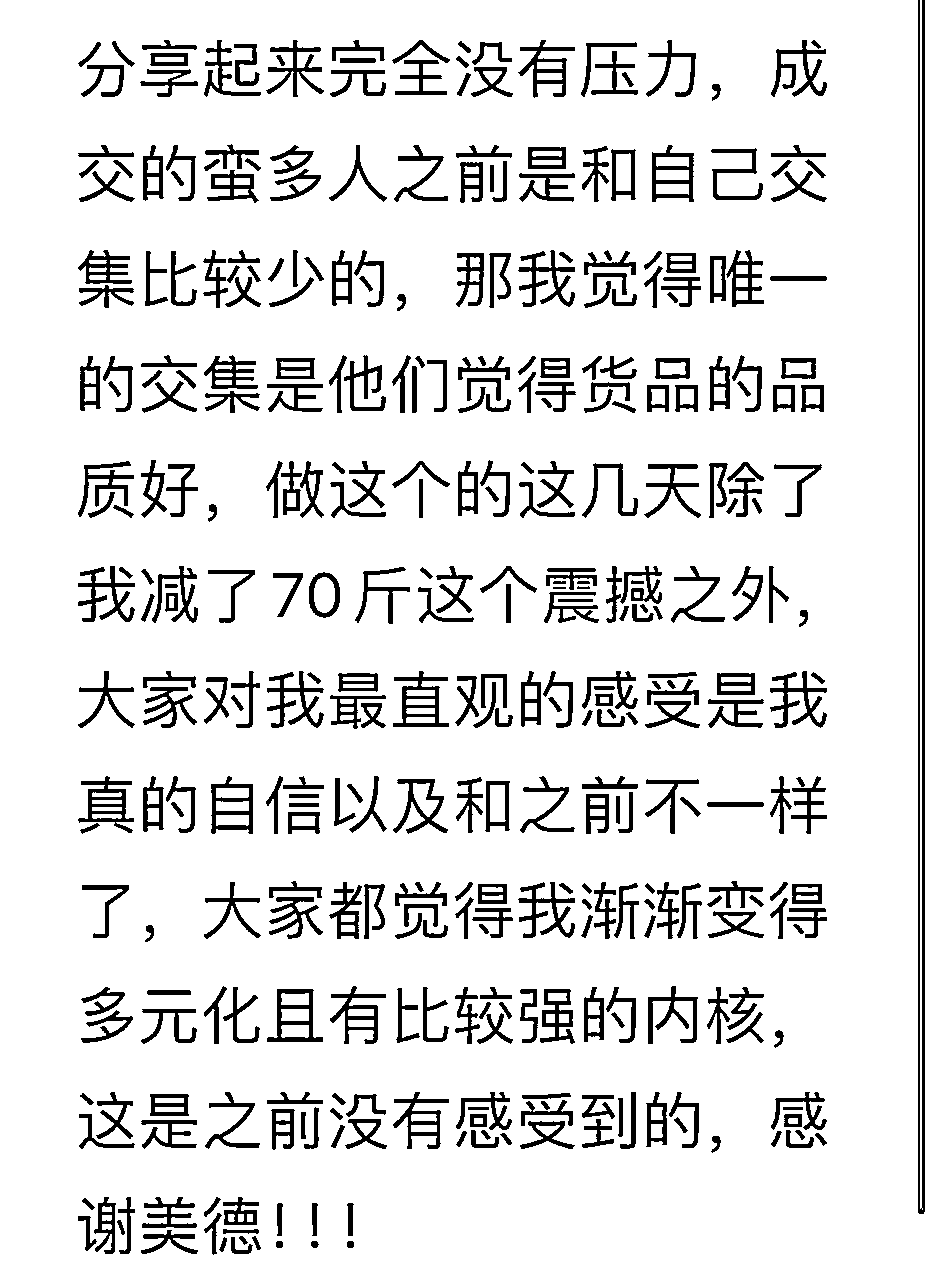 分享起来完全没有压力，成
交的蛮多人之前是和自己交
集比较少的，那我觉得唯一
的交集是他们觉得货品的品
质好，做这个的这几天除了
我减了70斤这个震撼之外，
大家对我最直观的感受是我
真的自信以及和之前不一样
了，大家都觉得我渐渐变得
多元化且有比较强的内核，
这是之前没有感受到的，感
谢美德！！！